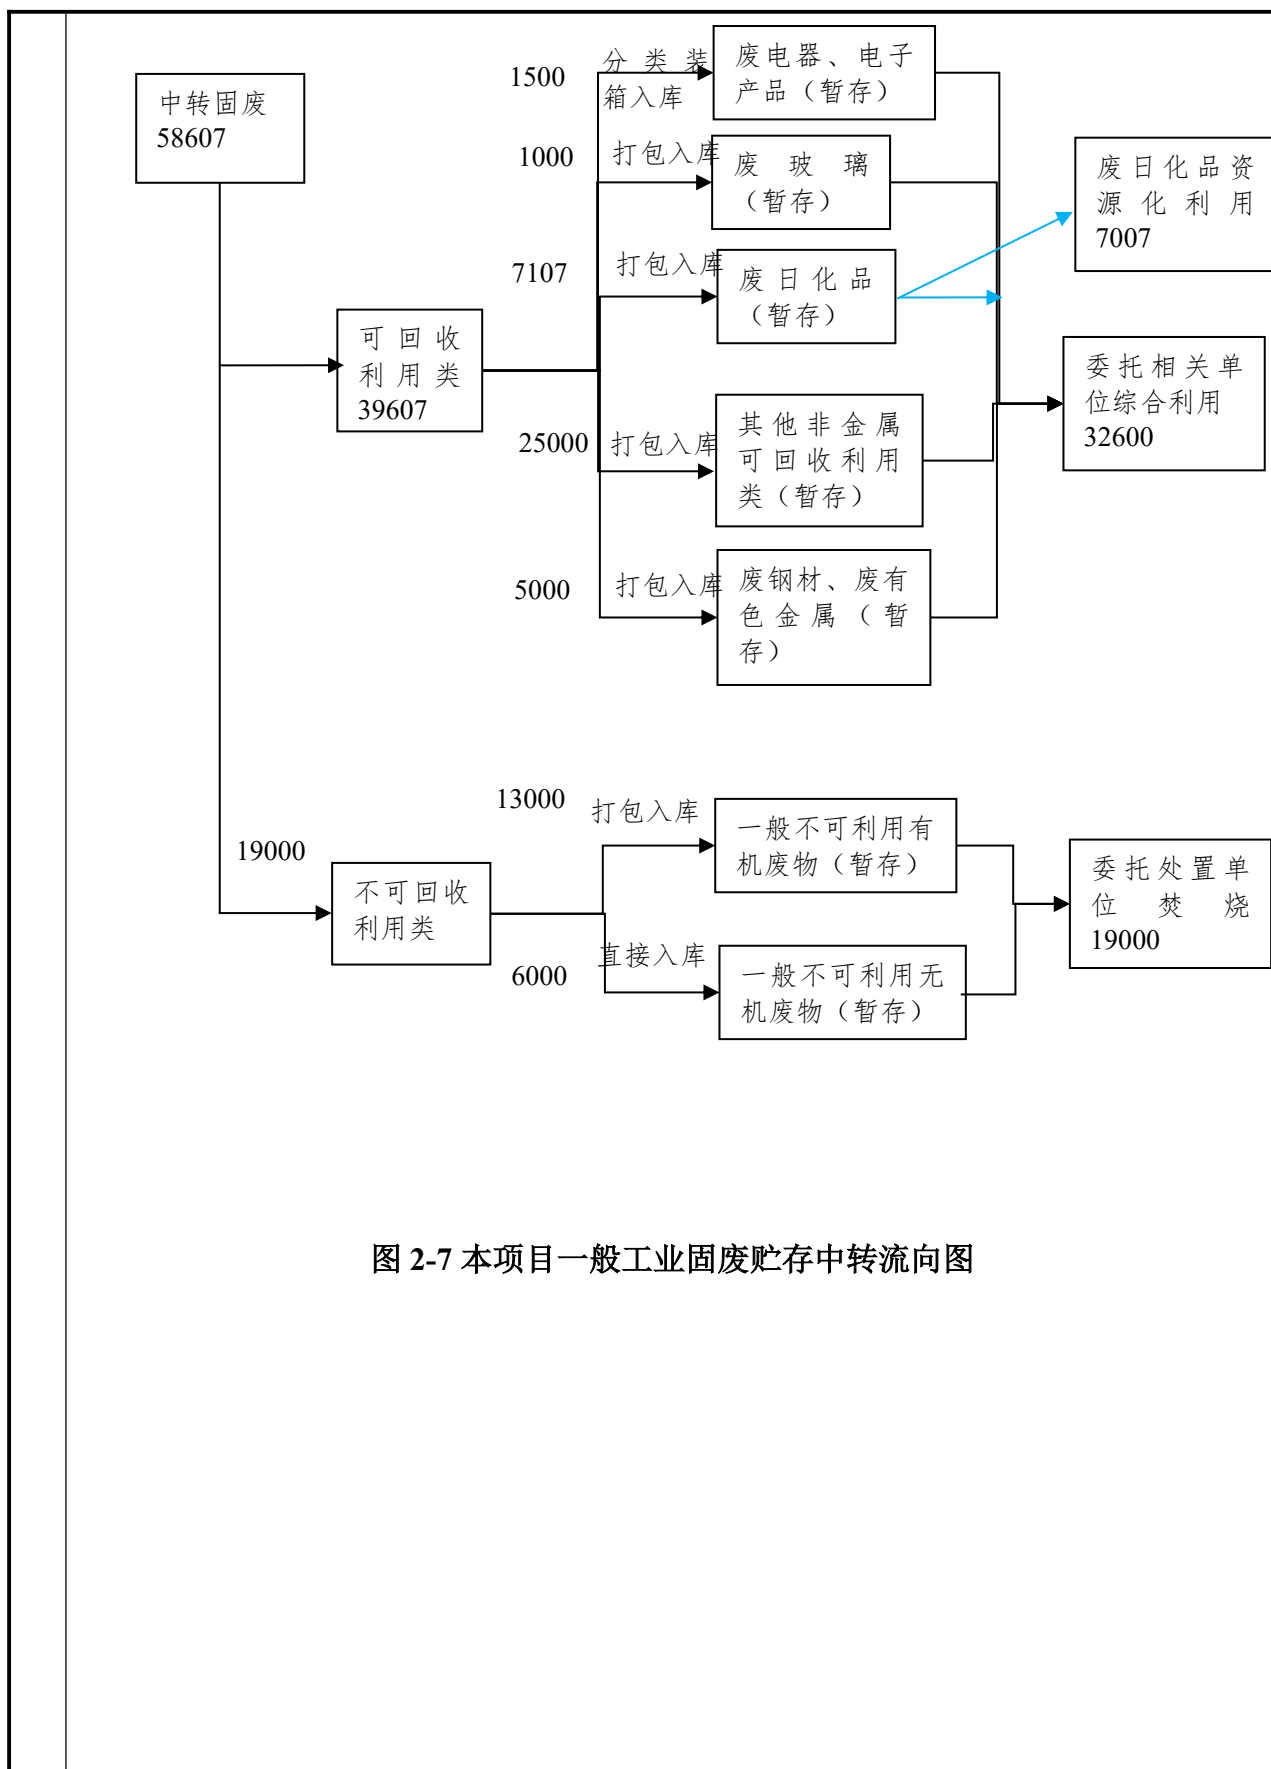 中转固废
58607
1500
分类装
箱入库
废电器、电子
产品（暂存）
1000
打包入库
废玻璃
（暂存）
废日化品资
源化利用
7007
7107
打包入库
废日化品
（暂存）
可回收
利用类
39607
委托相关单
位综合利用
32600
25000
打包入库
其他非金属
可回收利用
类（暂存）
5000
打包入库
废钢材、废有
色金属（暂
存）
13000
打包入库
一般不可利用有
机废物（暂存）
19000
不可回收
利用类
委托处置单
位焚烧
19000
6000
直接入库
一般不可利用无
机废物（暂存）
图 2-7 本项目一般工业固废贮存中转流向图